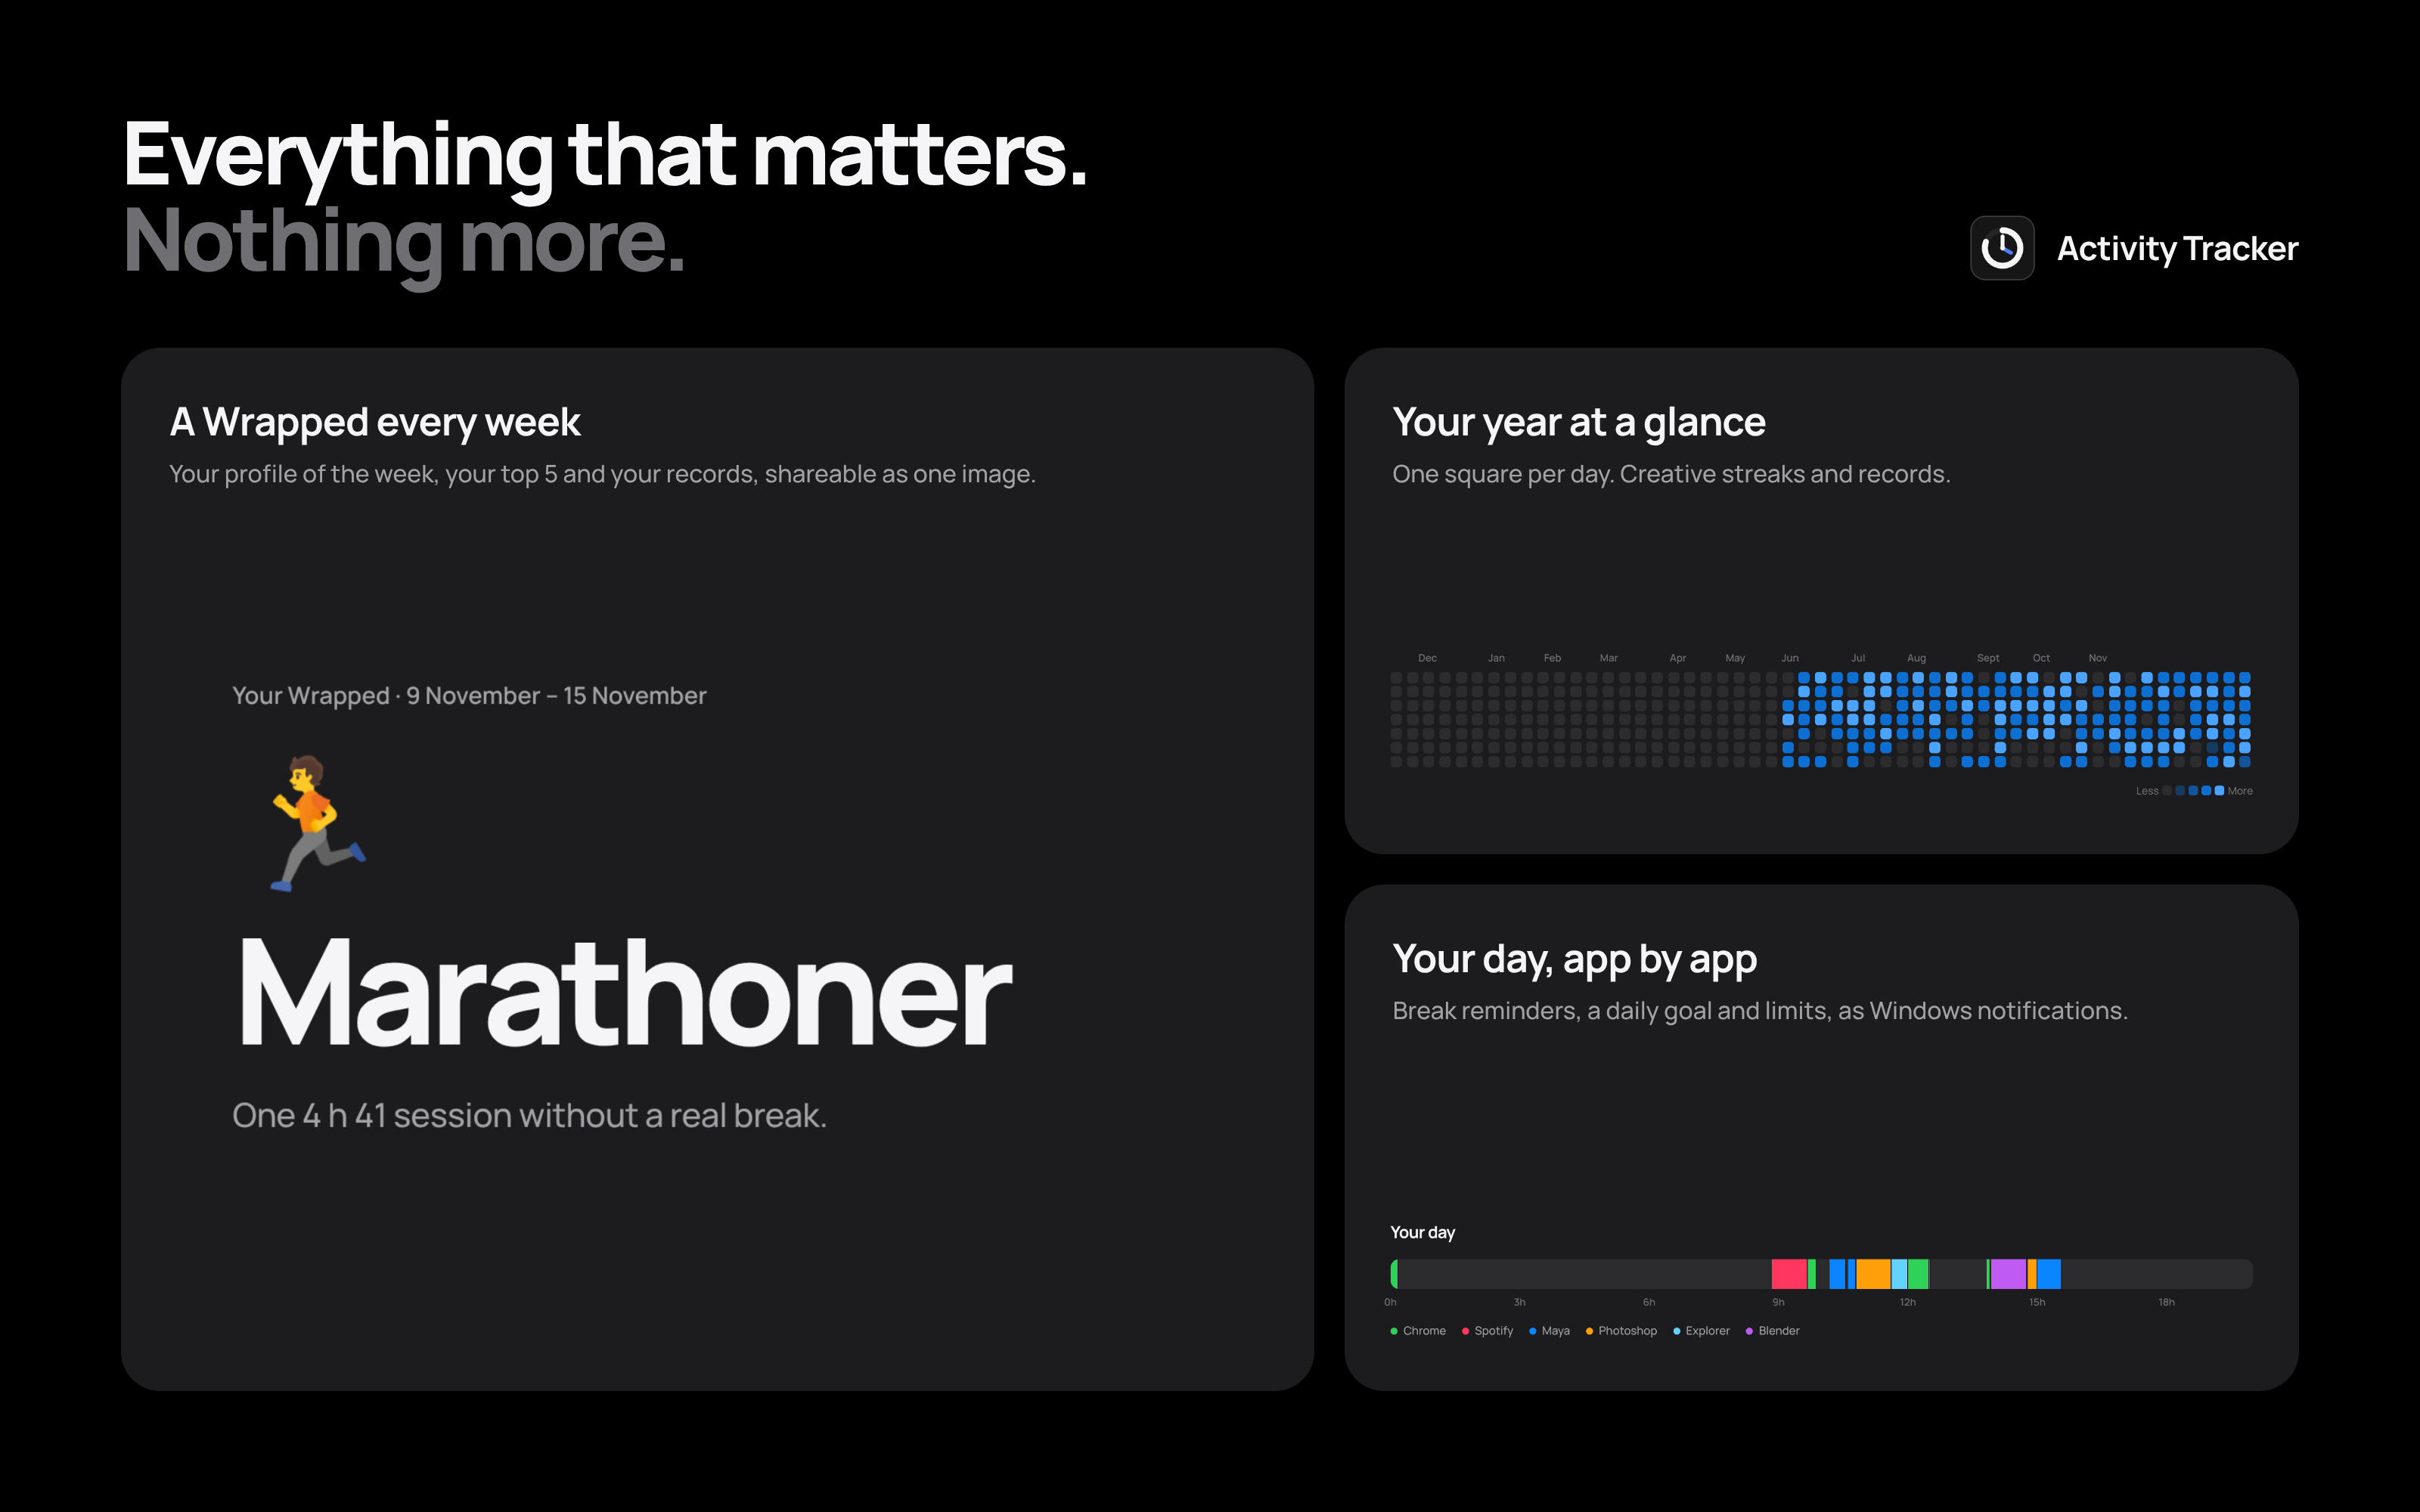 Everything that matters.
Nothing more.
Activity Tracker
A Wrapped every week
Your profile of the week, your top 5 and your records, shareable as one image.
Your Wrapped · 9 November – 15 November
Marathoner
One 4 h 41 session without a real break.
Your year at a glance
One square per day. Creative streaks and records.
Dec Jan Feb Mar Apr May Jun Jul Aug Sept Oct Nov
Less More
Your day, app by app
Break reminders, a daily goal and limits, as Windows notifications.
Your day
0h 3h 6h 9h 12h 15h 18h
Chrome Spotify Maya Photoshop Explorer Blender